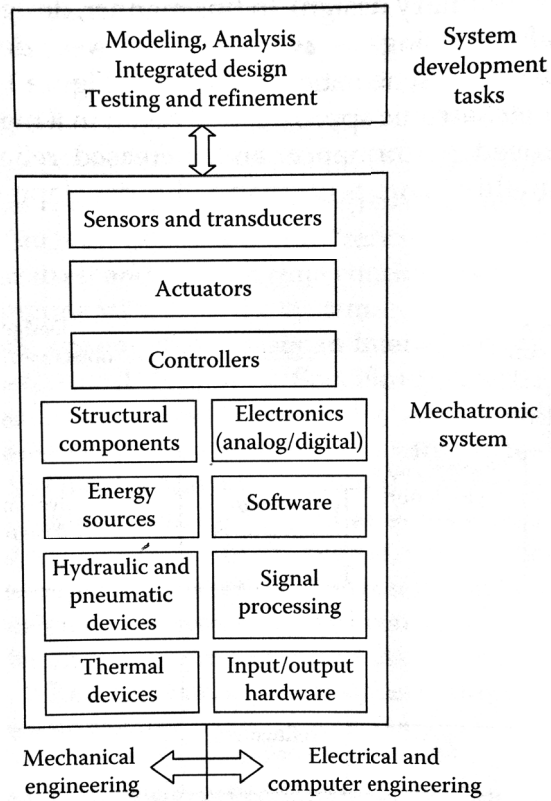 Modeling, Analysis
Integrated design
Testing and refinement
System
development
tasks
Sensors and transducers
Actuators
Controllers
Structural
components
Electronics
(analog/digital)
Mechatronic
system
Energy
sources
Software
Hydraulic and
pneumatic
devices
Signal
processing
Thermal
devices
Input/output
hardware
Mechanical
engineering
Electrical and
computer engineering